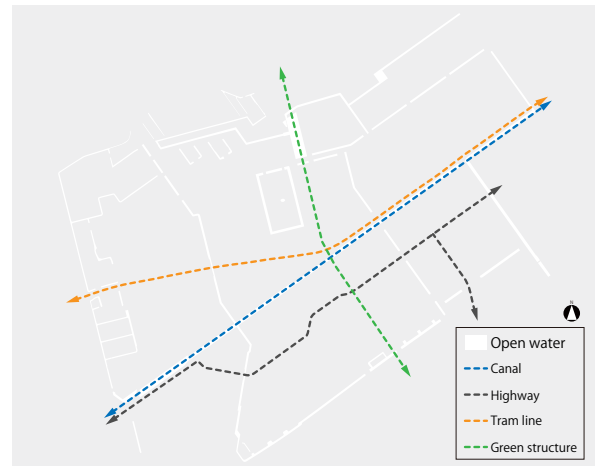 N
Open water
Canal
Highway
Tram line
Green structure